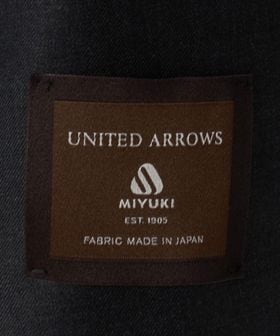 UNITED ARROWS
MIYUKI
EST. 1905
FABRIC MADE IN JAPAN